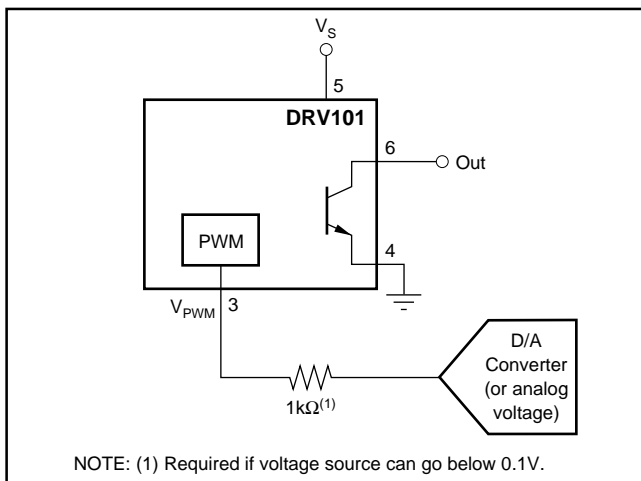 V_S
5
DRV101
6
Out
PWM
4
V_PWM
3
D/A
Converter
(or analog
voltage)
1kΩ(1)
NOTE: (1) Required if voltage source can go below 0.1V.